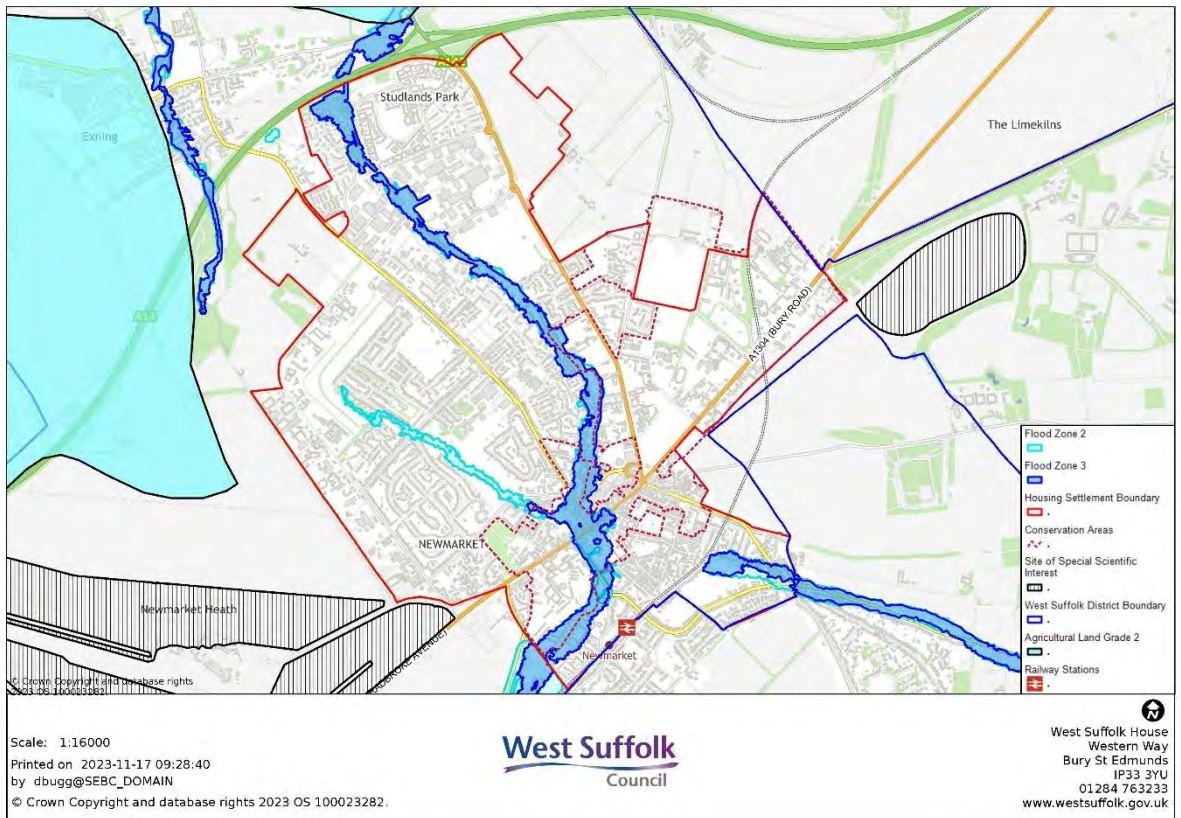 Studlands Park
The Limekilns
Exning
A14
A1304 (BURY ROAD)
NEWMARKET
Newmarket Heath
Newmarket
© Crown Copyright and database rights
2023 OS 100023282.
Flood Zone 2
Flood Zone 3
Housing Settlement Boundary
Conservation Areas
Site of Special Scientific
Interest
West Suffolk District Boundary
Agricultural Land Grade 2
Railway Stations
N
Scale: 1:16000
Printed on 2023-11-17 09:28:40
by dbugg@SEBC_DOMAIN
© Crown Copyright and database rights 2023 OS 100023282.
West Suffolk
Council
West Suffolk House
Western Way
Bury St Edmunds
IP33 3YU
01284 763233
www.westsuffolk.gov.uk